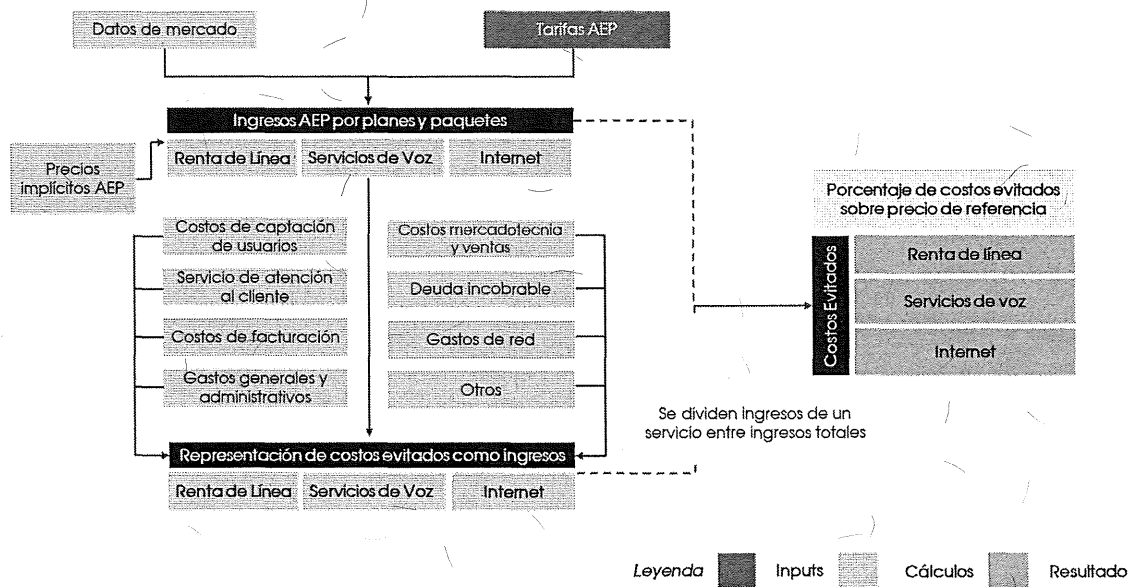 Datos de mercado
Tarifas AEP
Ingresos AEP por planes y paquetes
Precios
implícitos AEP
Renta de Línea
Servicios de Voz
Internet
Porcentaje de costos evitados
sobre precio de referencia
Costos de captación
de usuarios
Costos mercadotecnia
y ventas
Servicio de atención
al cliente
Deuda incobrable
Costos de facturación
Gastos de red
Gastos generales y
administrativos
Otros
Costos Evitados
Renta de línea
Servicios de voz
Internet
Se dividen ingresos de un
servicio entre ingresos totales
Representación de costos evitados como ingresos
Renta de Línea
Servicios de Voz
Internet
Leyenda
Inputs
Cálculos
Resultado